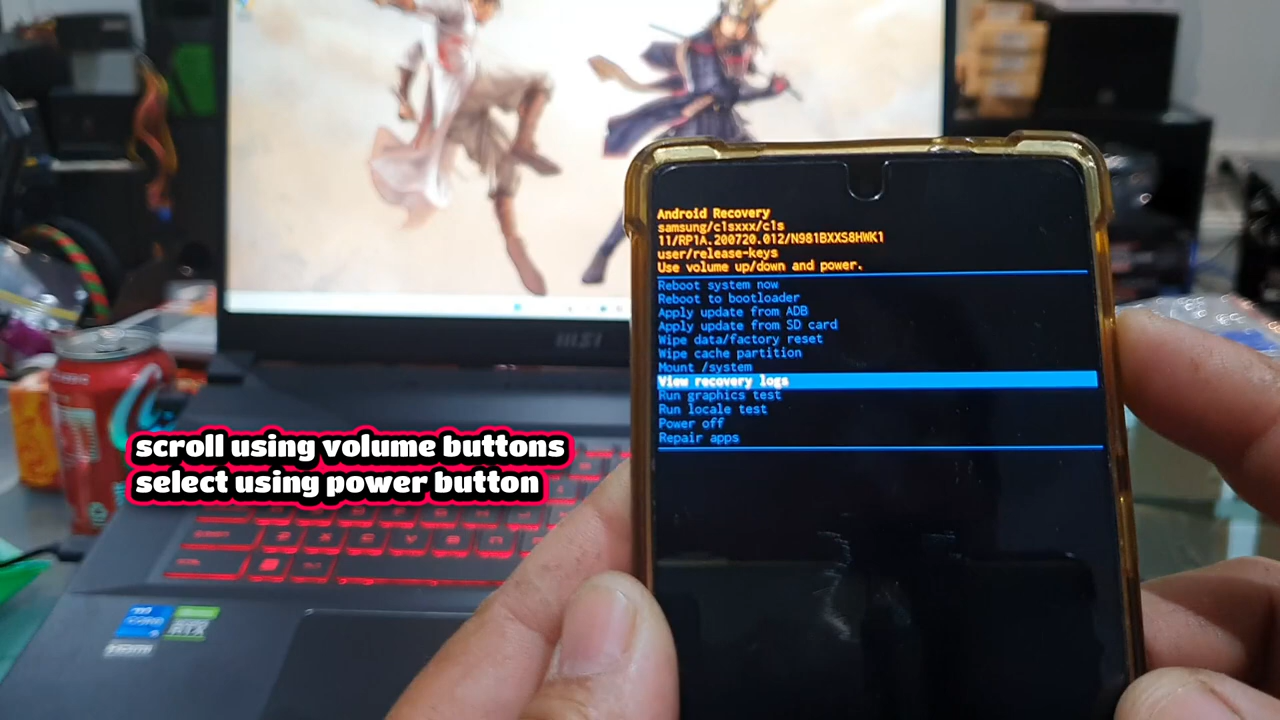 Android Recovery
samsung/c1sxxx/c1s
11/RP1A.200720.012/N981BXXS8HWK1
user/release-keys
Use volume up/down and power.
Reboot system now
Reboot to bootloader
Apply update from ADB
Apply update from SD card
Wipe data/factory reset
Wipe cache partition
Mount /system
View recovery logs
Run graphics test
Run locale test
Power off
Repair apps
msi
scroll using volume buttons
select using power button
CORE
RTX